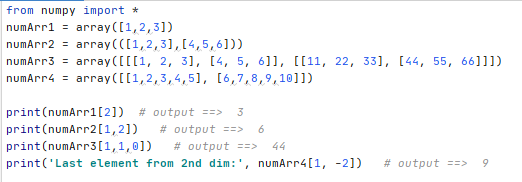 from numpy import *
numArr1 = array([1,2,3])
numArr2 = array(([1,2,3],[4,5,6]))
numArr3 = array([[[1, 2, 3], [4, 5, 6]], [[11, 22, 33], [44, 55, 66]]])
numArr4 = array([[1,2,3,4,5], [6,7,8,9,10]])
print(numArr1[2])  # output ==>  3
print(numArr2[1,2])   # output ==>  6
print(numArr3[1,1,0])   # output ==>  44
print('Last element from 2nd dim:', numArr4[1, -2])   # output ==>  9